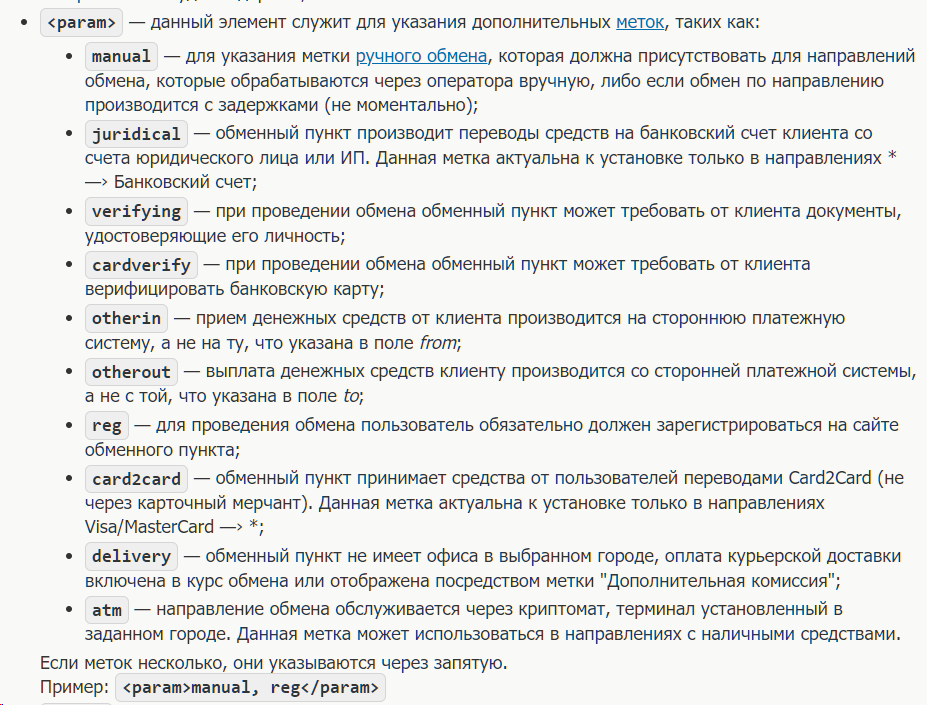 <param> — данный элемент служит для указания дополнительных меток, таких как:
manual — для указания метки ручного обмена, которая должна присутствовать для направлений
обмена, которые обрабатываются через оператора вручную, либо если обмен по направлению
производится с задержками (не моментально);
juridical — обменный пункт производит переводы средств на банковский счет клиента со
счета юридического лица или ИП. Данная метка актуальна к установке только в направлениях *
—› Банковский счет;
verifying — при проведении обмена обменный пункт может требовать от клиента документы,
удостоверяющие его личность;
cardverify — при проведении обмена обменный пункт может требовать от клиента
верифицировать банковскую карту;
otherin — прием денежных средств от клиента производится на стороннюю платежную
систему, а не на ту, что указана в поле from;
otherout — выплата денежных средств клиенту производится со сторонней платежной системы,
а не с той, что указана в поле to;
reg — для проведения обмена пользователь обязательно должен зарегистрироваться на сайте
обменного пункта;
card2card — обменный пункт принимает средства от пользователей переводами Card2Card (не
через карточный мерчант). Данная метка актуальна к установке только в направлениях
Visa/MasterCard —› *;
delivery — обменный пункт не имеет офиса в выбранном городе, оплата курьерской доставки
включена в курс обмена или отображена посредством метки "Дополнительная комиссия";
atm — направление обмена обслуживается через криптомат, терминал установленный в
заданном городе. Данная метка может использоваться в направлениях с наличными средствами.
Если меток несколько, они указываются через запятую.
Пример: <param>manual, reg</param>